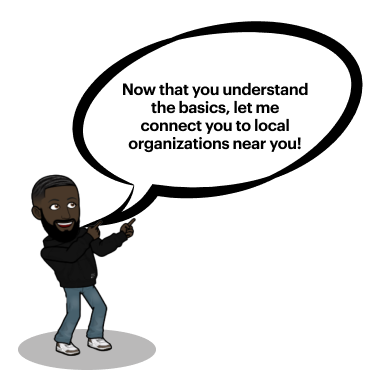 Now that you understand
the basics, let me
connect you to local
organizations near you!